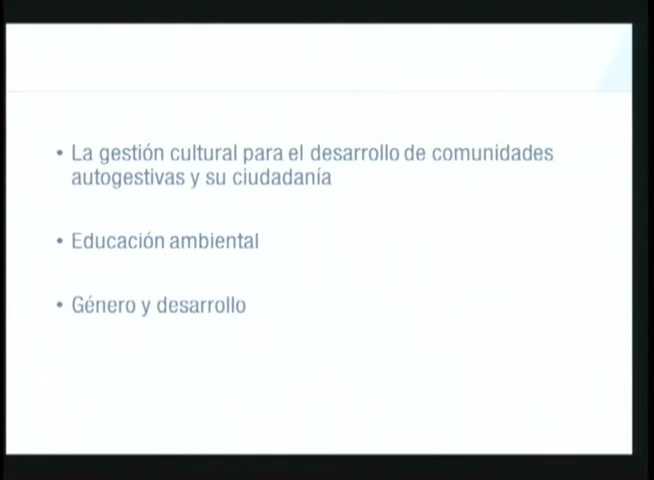 • La gestión cultural para el desarrollo de comunidades
autogestivas y su ciudadanía
• Educación ambiental
• Género y desarrollo